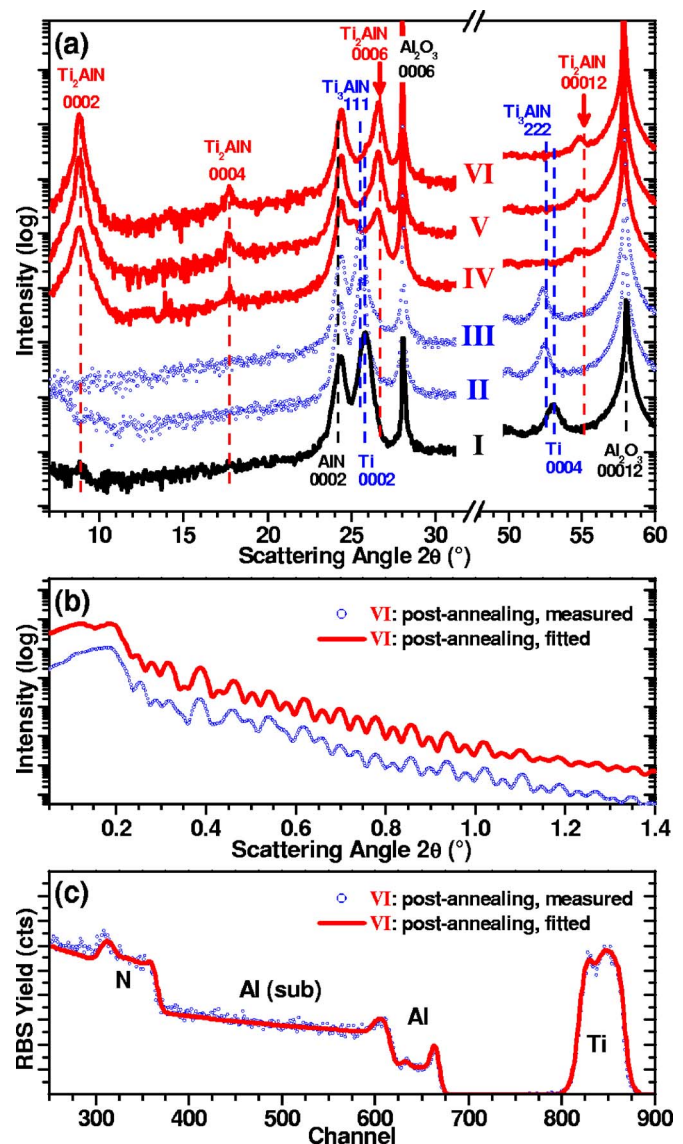 (a)
Ti2AlN
0002
Ti2AlN
0004
Ti3AlN
111
Ti2AlN
0006
Al2O3
0006
Ti3AlN
222
Ti2AlN
00012
VI
V
IV
III
II
I
AlN
0002
Ti
0002
Ti
0004
Al2O3
00012
Intensity (log)
10 15 20 25 30 50 55 60
Scattering Angle 2θ (°)
(b)
VI: post-annealing, measured
VI: post-annealing, fitted
Intensity (log)
0.2 0.4 0.6 0.8 1.0 1.2 1.4
Scattering Angle 2θ (°)
(c)
VI: post-annealing, measured
VI: post-annealing, fitted
RBS Yield (cts)
N
Al (sub)
Al
Ti
300 400 500 600 700 800 900
Channel